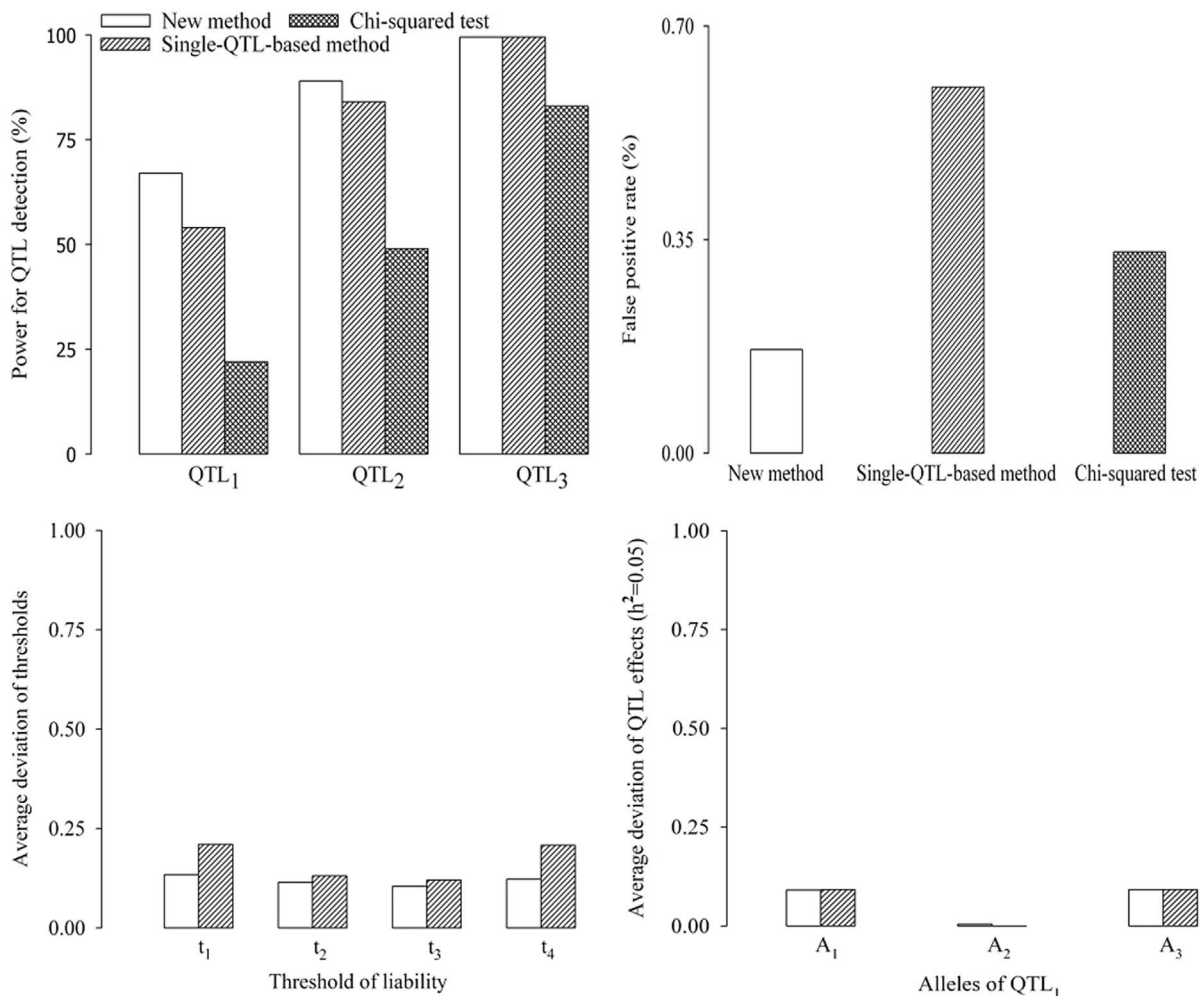 New method
Chi-squared test
Single-QTL-based method
Power for QTL detection (%)
100
75
50
25
0
QTL1
QTL2
QTL3
False positive rate (%)
0.70
0.35
0.00
New method
Single-QTL-based method
Chi-squared test
Average deviation of thresholds
1.00
0.75
0.50
0.25
0.00
t1
t2
t3
t4
Threshold of liability
Average deviation of QTL effects (h²=0.05)
1.00
0.75
0.50
0.25
0.00
A1
A2
A3
Alleles of QTL1